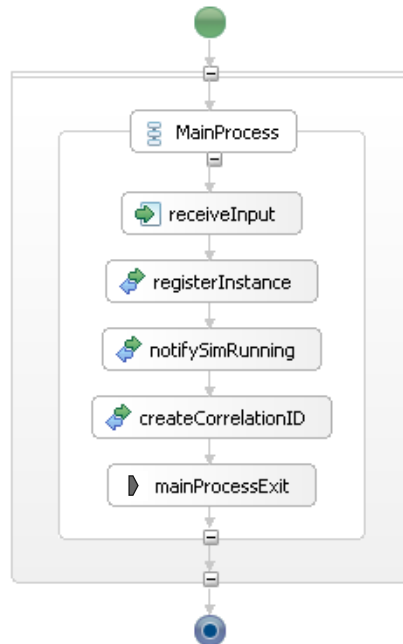 MainProcess
receiveInput
registerInstance
notifySimRunning
createCorrelationID
mainProcessExit